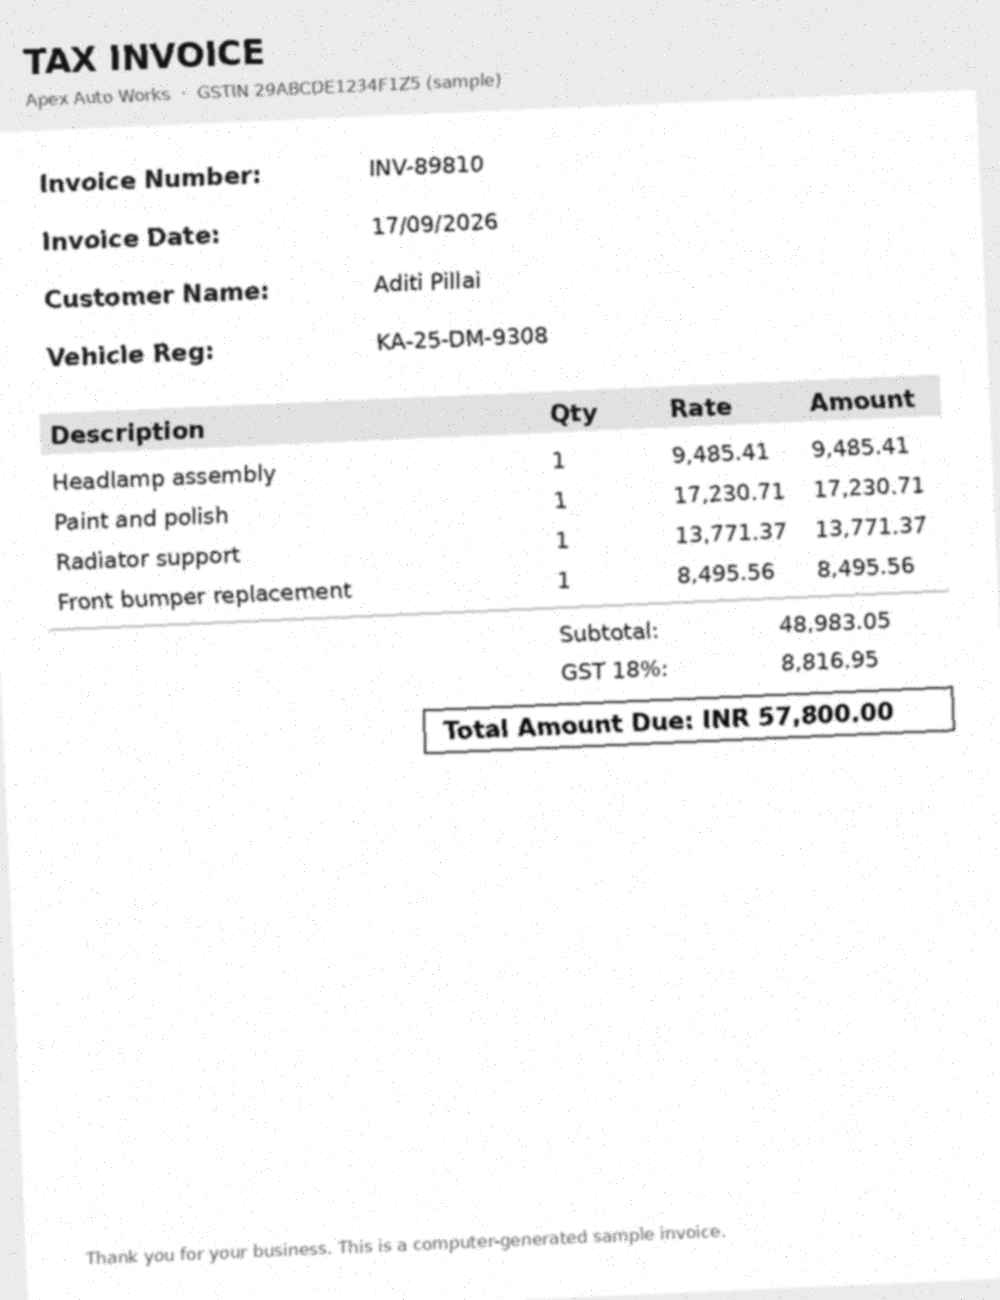 TAX INVOICE
Apex Auto Works · GSTIN 29ABCDE1234F1Z5 (sample)
Invoice Number: INV-89810
Invoice Date: 17/09/2026
Customer Name: Aditi Pillai
Vehicle Reg: KA-25-DM-9308
Description Qty Rate Amount
Headlamp assembly 1 9,485.41 9,485.41
Paint and polish 1 17,230.71 17,230.71
Radiator support 1 13,771.37 13,771.37
Front bumper replacement 1 8,495.56 8,495.56
Subtotal: 48,983.05
GST 18%: 8,816.95
Total Amount Due: INR 57,800.00
Thank you for your business. This is a computer-generated sample invoice.